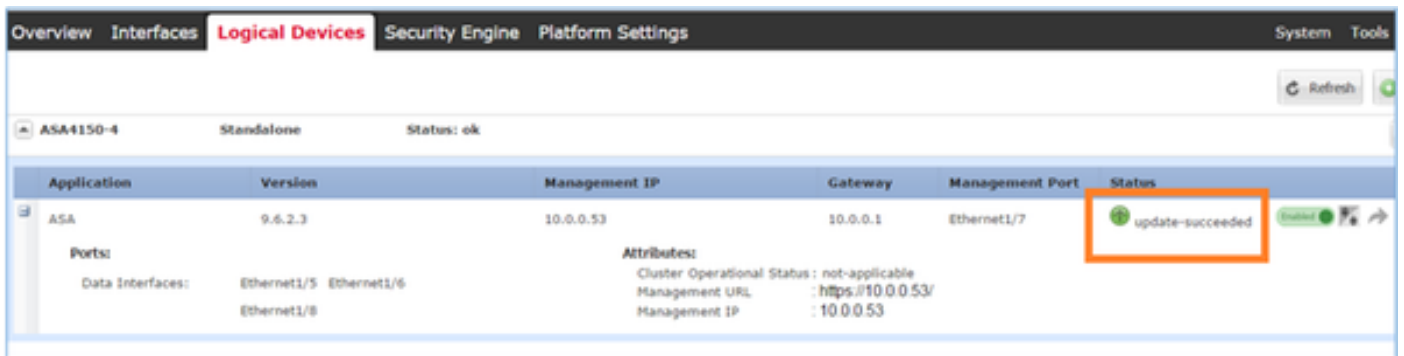 Overview Interfaces Logical Devices Security Engine Platform Settings System Tools
Refresh
ASA4150-4 Standalone Status: ok
Application Version Management IP Gateway Management Port Status
ASA 9.6.2.3 10.0.0.53 10.0.0.1 Ethernet1/7 update-succeeded Enabled
Ports: Attributes:
Cluster Operational Status : not-applicable
Data Interfaces: Ethernet1/5 Ethernet1/6 Management URL : https://10.0.0.53/
Ethernet1/8 Management IP : 10.0.0.53